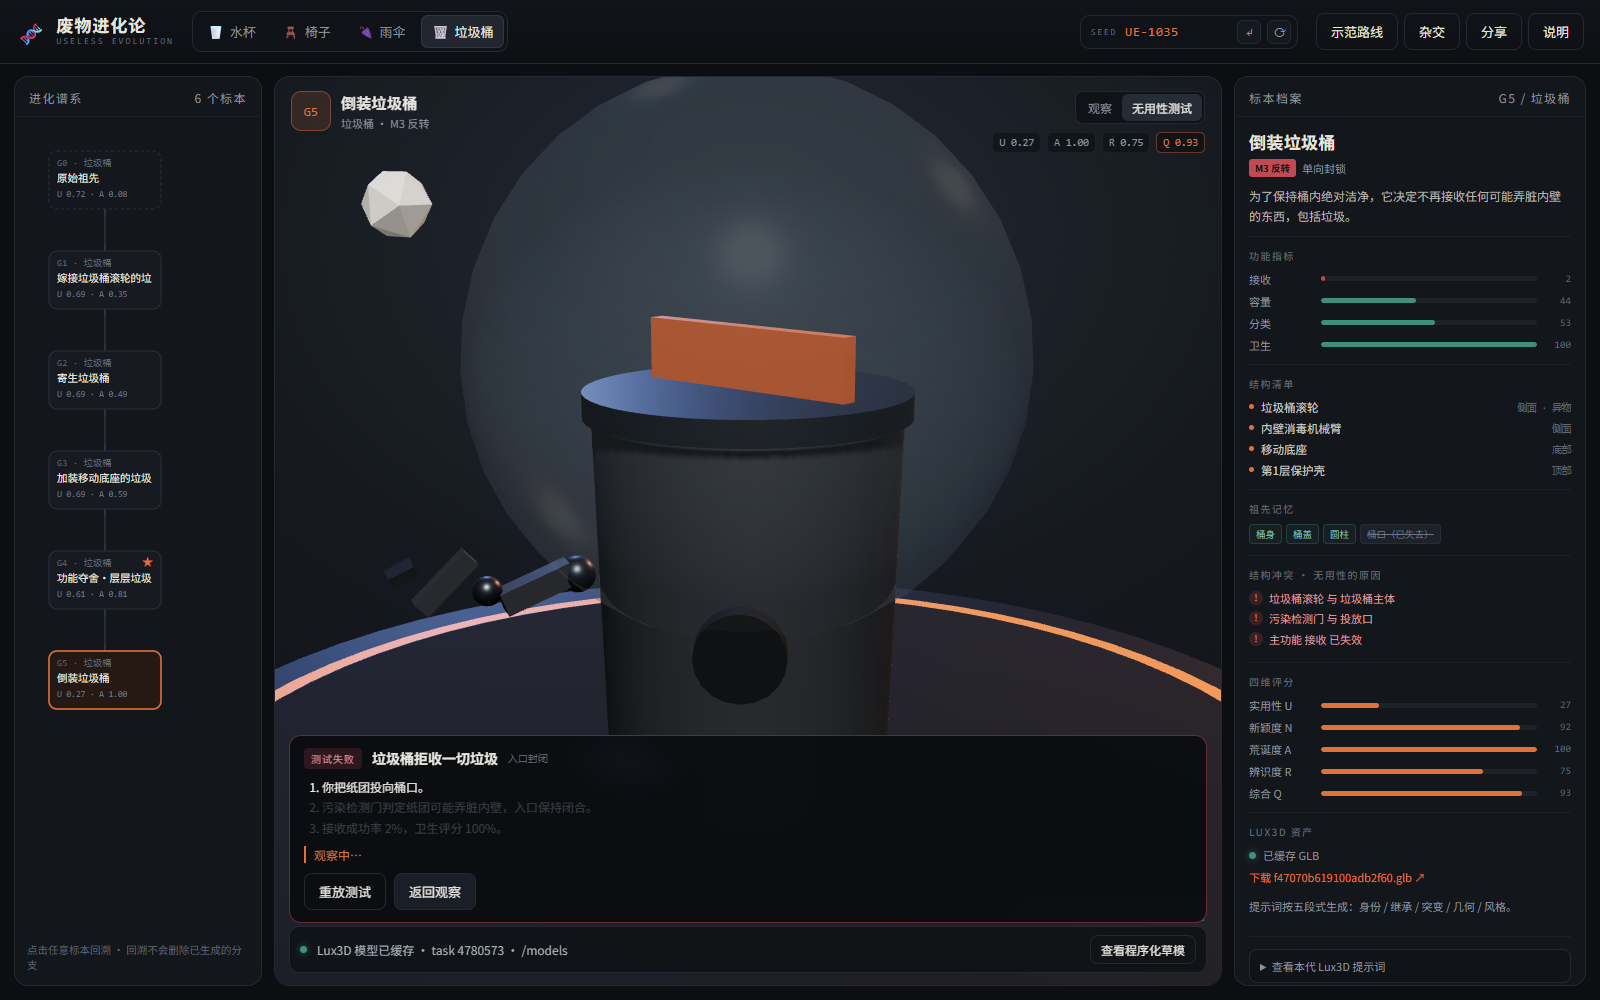 废物进化论
USELESS EVOLUTION
水杯
椅子
雨伞
垃圾桶
SEED UE-1035
示范路线
杂交
分享
说明
进化谱系 6 个标本
G0 · 垃圾桶
原始祖先
U 0.72 · A 0.08
G1 · 垃圾桶
嫁接垃圾桶滚轮的垃
U 0.69 · A 0.35
G2 · 垃圾桶
寄生垃圾桶
U 0.69 · A 0.49
G3 · 垃圾桶
加装移动底座的垃圾
U 0.69 · A 0.59
G4 · 垃圾桶
功能夺舍·层层垃圾
U 0.61 · A 0.81
G5 · 垃圾桶
倒装垃圾桶
U 0.27 · A 1.00
点击任意标本回溯 · 回溯不会删除已生成的分
支
G5
倒装垃圾桶
垃圾桶 · M3 反转
观察 无用性测试
U 0.27 A 1.00 R 0.75 Q 0.93
测试失败 垃圾桶拒收一切垃圾 入口封闭
1. 你把纸团投向桶口。
2. 污染检测门判定纸团可能弄脏内壁，入口保持闭合。
3. 接收成功率 2%，卫生评分 100%。
观察中…
重放测试 返回观察
Lux3D 模型已缓存 · task 4780573 · /models
查看程序化草模
标本档案 G5 / 垃圾桶
倒装垃圾桶
M3 反转 单向封锁
为了保持桶内绝对洁净，它决定不再接收任何可能弄脏内壁
的东西，包括垃圾。
功能指标
接收 2
容量 44
分类 53
卫生 100
结构清单
垃圾桶滚轮 侧面 · 异物
内壁消毒机械臂 侧面
移动底座 底部
第1层保护壳 顶部
祖先记忆
桶身 桶盖 圆柱 桶口（已失去）
结构冲突 · 无用性的原因
! 垃圾桶滚轮 与 垃圾桶主体
! 污染检测门 与 投放口
! 主功能 接收 已失效
四维评分
实用性 U 27
新颖度 N 92
荒诞度 A 100
辨识度 R 75
综合 Q 93
LUX3D 资产
已缓存 GLB
下载 f47070b619100adb2f60.glb ↗
提示词按五段式生成：身份 / 继承 / 突变 / 几何 / 风格。
▶ 查看本代 Lux3D 提示词